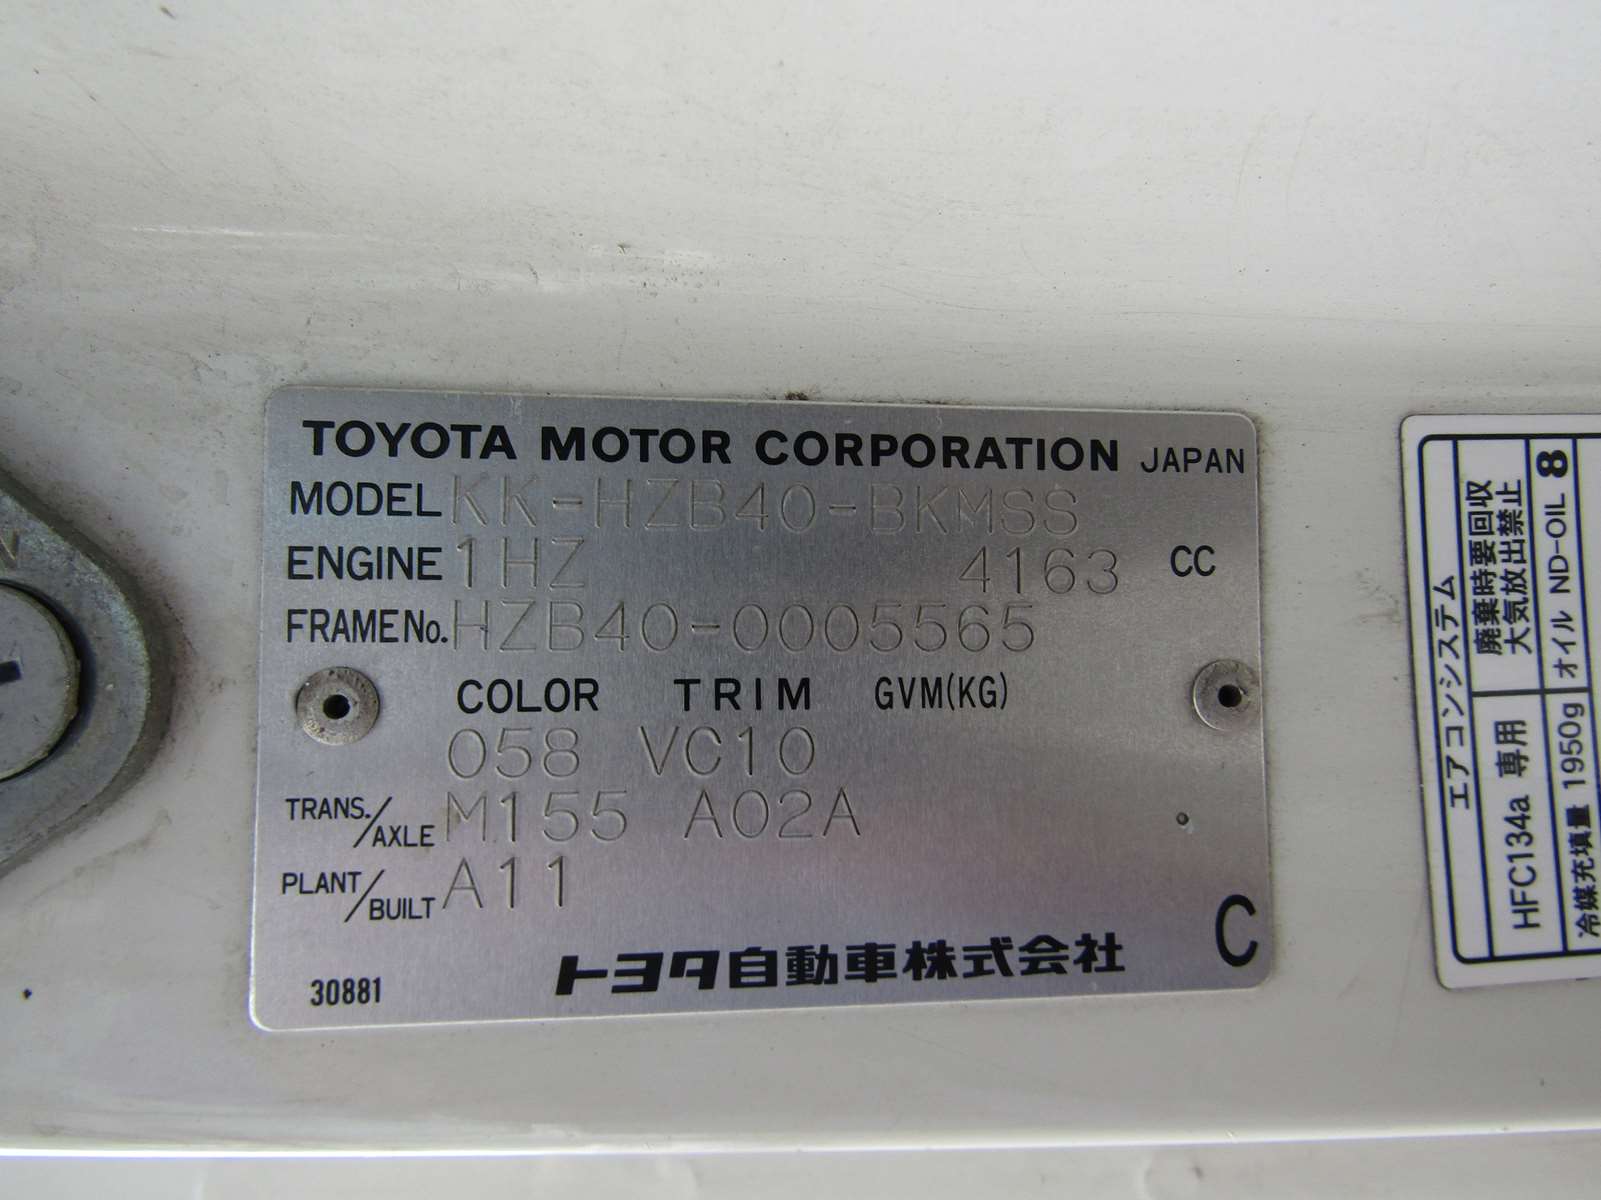 TOYOTA MOTOR CORPORATION JAPAN
MODEL KK-HZB40-BKMSS
ENGINE 1HZ 4163 CC
FRAME No. HZB40-0005565
COLOR TRIM GVM(KG)
058 VC10
TRANS./AXLE M155 A02A
PLANT/BUILT A11
C
30881 トヨタ自動車株式会社
エアコンシステム
HFC134a 専用
廃棄時要回収
大気放出禁止
冷媒充填量 1950g
オイル ND-OIL 8